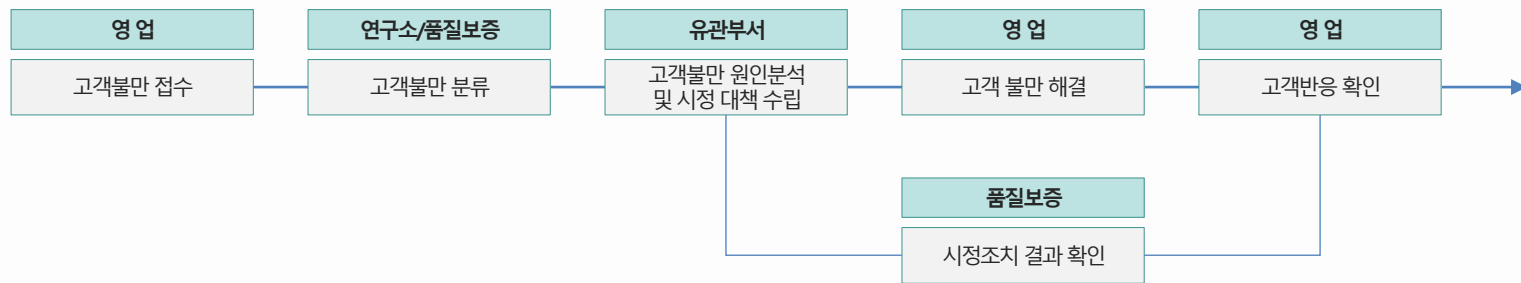 영 업
고객불만 접수
연구소/품질보증
고객불만 분류
유관부서
고객불만 원인분석
및 시정 대책 수립
영 업
고객 불만 해결
영 업
고객반응 확인
품질보증
시정조치 결과 확인